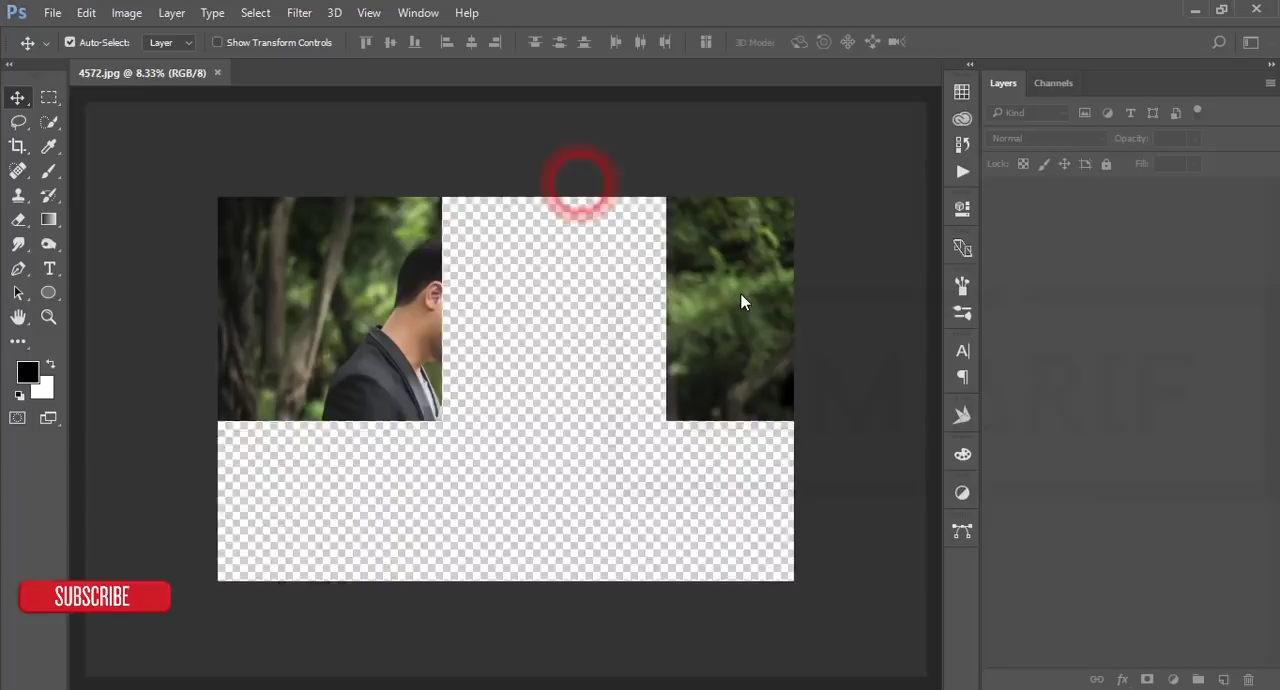 Ps File Edit Image Layer Type Select Filter 3D View Window Help
Auto-Select: Layer Show Transform Controls 3D Mode:
4572.jpg @ 8.33% (RGB/8) ×
Layers Channels
Kind
Normal Opacity:
Lock: Fill:
SUBSCRIBE